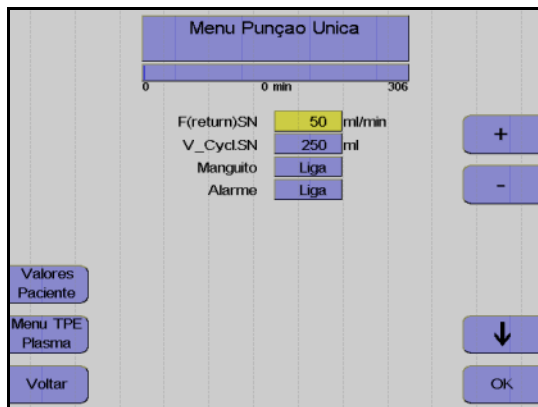 Menu Punçao Unica
0 0 min 306
F(return)SN 50 ml/min
V_Cycl.SN 250 ml
Manguito Liga
Alarme Liga
+
-
Valores
Paciente
Menu TPE
Plasma
↓
Voltar
OK